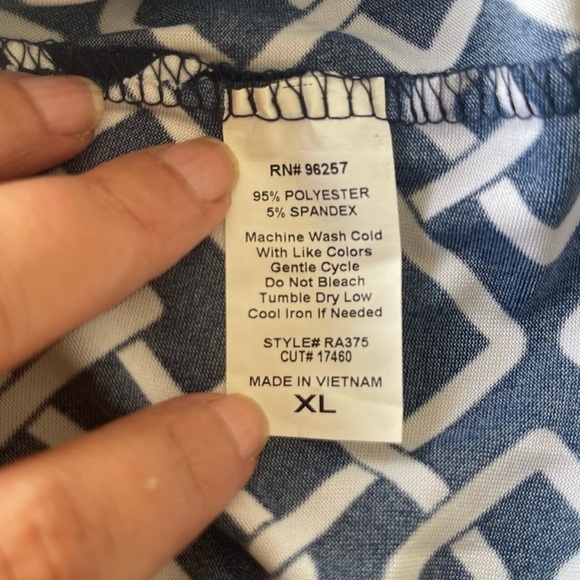 RN# 96257
95% POLYESTER
5% SPANDEX
Machine Wash Cold
With Like Colors
Gentle Cycle
Do Not Bleach
Tumble Dry Low
Cool Iron If Needed
STYLE# RA375
CUT# 17460
MADE IN VIETNAM
XL